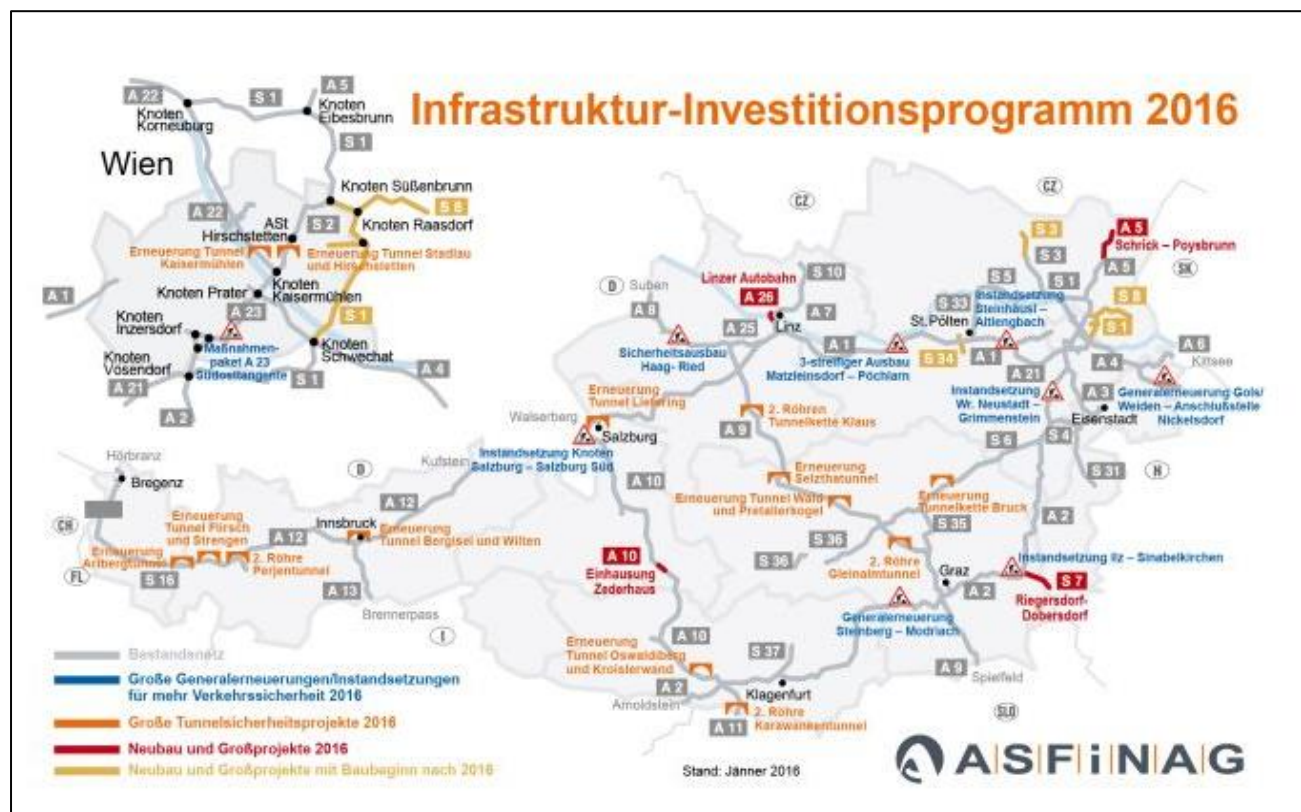 Infrastruktur-Investitionsprogramm 2016
Wien
A 22
S 1
A 5
Knoten
Korneuburg
Knoten
Eibesbrunn
S 1
Knoten Süßenbrunn
S 8
Knoten Raasdorf
A 22
S 2
ASt
Hirschstetten
Erneuerung Tunnel
Kaisermühlen
Erneuerung Tunnel Stadlau
und Hirschstetten
Knoten
Kaisermühlen
Knoten Prater
A 1
A 23
Knoten
Inzersdorf
S 1
Maßnahmen-
paket A 23
Südosttangente
Knoten
Schwechat
Knoten
Vösendorf
A 21
S 1
A 4
A 2
CZ
CZ
S 3
S 3
A 5
Schrick – Poysbrunn
A 5
SK
D
Suben
Linzer Autobahn
A 26
S 10
S 5
S 1
S 8
S 1
A 8
Linz
A 7
S 33
Instandsetzung
Steinhäusl –
Altlengbach
St.Pölten
A 25
Sicherheitsausbau
Haag- Ried
A 1
3-streifiger Ausbau
Matzleinsdorf – Pöchlarn
S 34
A 1
A 21
A 4
A 6
Kittsee
A 3
Generalerneuerung Gols/
Weiden – Anschlußstelle
Nickelsdorf
Eisenstadt
Instandsetzung
Wr. Neustadt –
Grimmenstein
Erneuerung
Tunnel Liefering
Walserberg
Salzburg
2. Röhren
Tunnelkette Klaus
A 9
S 6
S 4
S 31
H
Instandsetzung Knoten
Salzburg – Salzburg Süd
Kufstein
D
Hörbranz
Bregenz
A 10
Erneuerung
Selzthaltunnel
Erneuerung Tunnel Wald
und Pretallerkogel
Erneuerung
Tunnelkette Bruck
A 12
Innsbruck
Erneuerung
Tunnel Bergisel und Wilten
Erneuerung
Tunnel Flirsch
und Strengen
A 12
CH
Erneuerung
Arlbergtunnel
2. Röhre
Perjentunnel
FL
S 16
A 13
Brennerpass
I
A 10
Einhausung
Zederhaus
S 36
S 36
S 35
2. Röhre
Gleinalmtunnel
A 2
Instandsetzung Ilz – Sinabelkirchen
Graz
A 2
S 7
Riegersdorf-
Dobersdorf
Generalerneuerung
Steinberg – Modriach
Erneuerung
Tunnel Oswaldiberg
und Kroislerwand
A 10
S 37
A 2
Arnoldstein
Klagenfurt
A 9
Spielfeld
A 11
2. Röhre
Karawankentunnel
SLO
Bestandsnetz
Große Generalerneuerungen/Instandsetzungen
für mehr Verkehrssicherheit 2016
Große Tunnelsicherheitsprojekte 2016
Neubau und Großprojekte 2016
Neubau und Großprojekte mit Baubeginn nach 2016
Stand: Jänner 2016
ASFiNAG